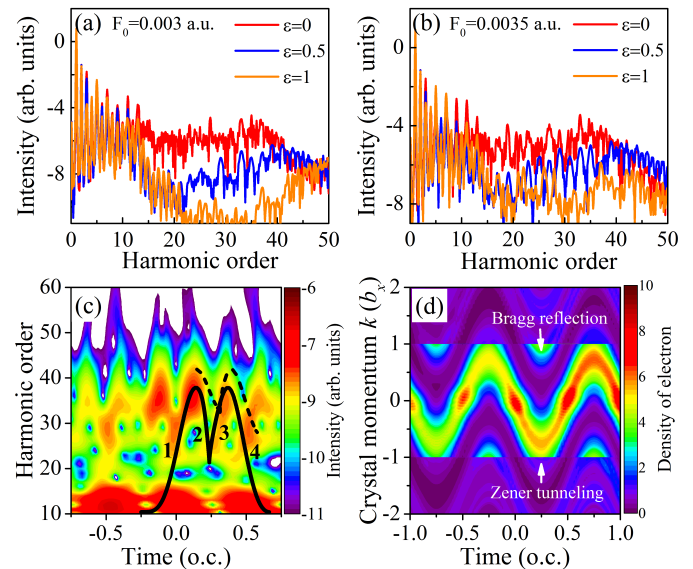 (a) F₀=0.003 a.u.
ε=0
ε=0.5
ε=1
Intensity (arb. units)
0
-4
-8
0 10 20 30 40 50
Harmonic order
(b) F₀=0.0035 a.u.
ε=0
ε=0.5
ε=1
Intensity (arb. units)
0
-4
-8
0 10 20 30 40 50
Harmonic order
(c)
Harmonic order
60
50
40
30
20
10
1 2 3 4
-0.5 0.0 0.5
Time (o.c.)
-6
-7
-8
-9
-10
-11
Intensity (arb. units)
(d)
Crystal momentum k (bₓ)
2
1
0
-1
-2
Bragg reflection
Zener tunneling
-1.0 -0.5 0.0 0.5 1.0
Time (o.c.)
10
8
6
4
2
0
Density of electron